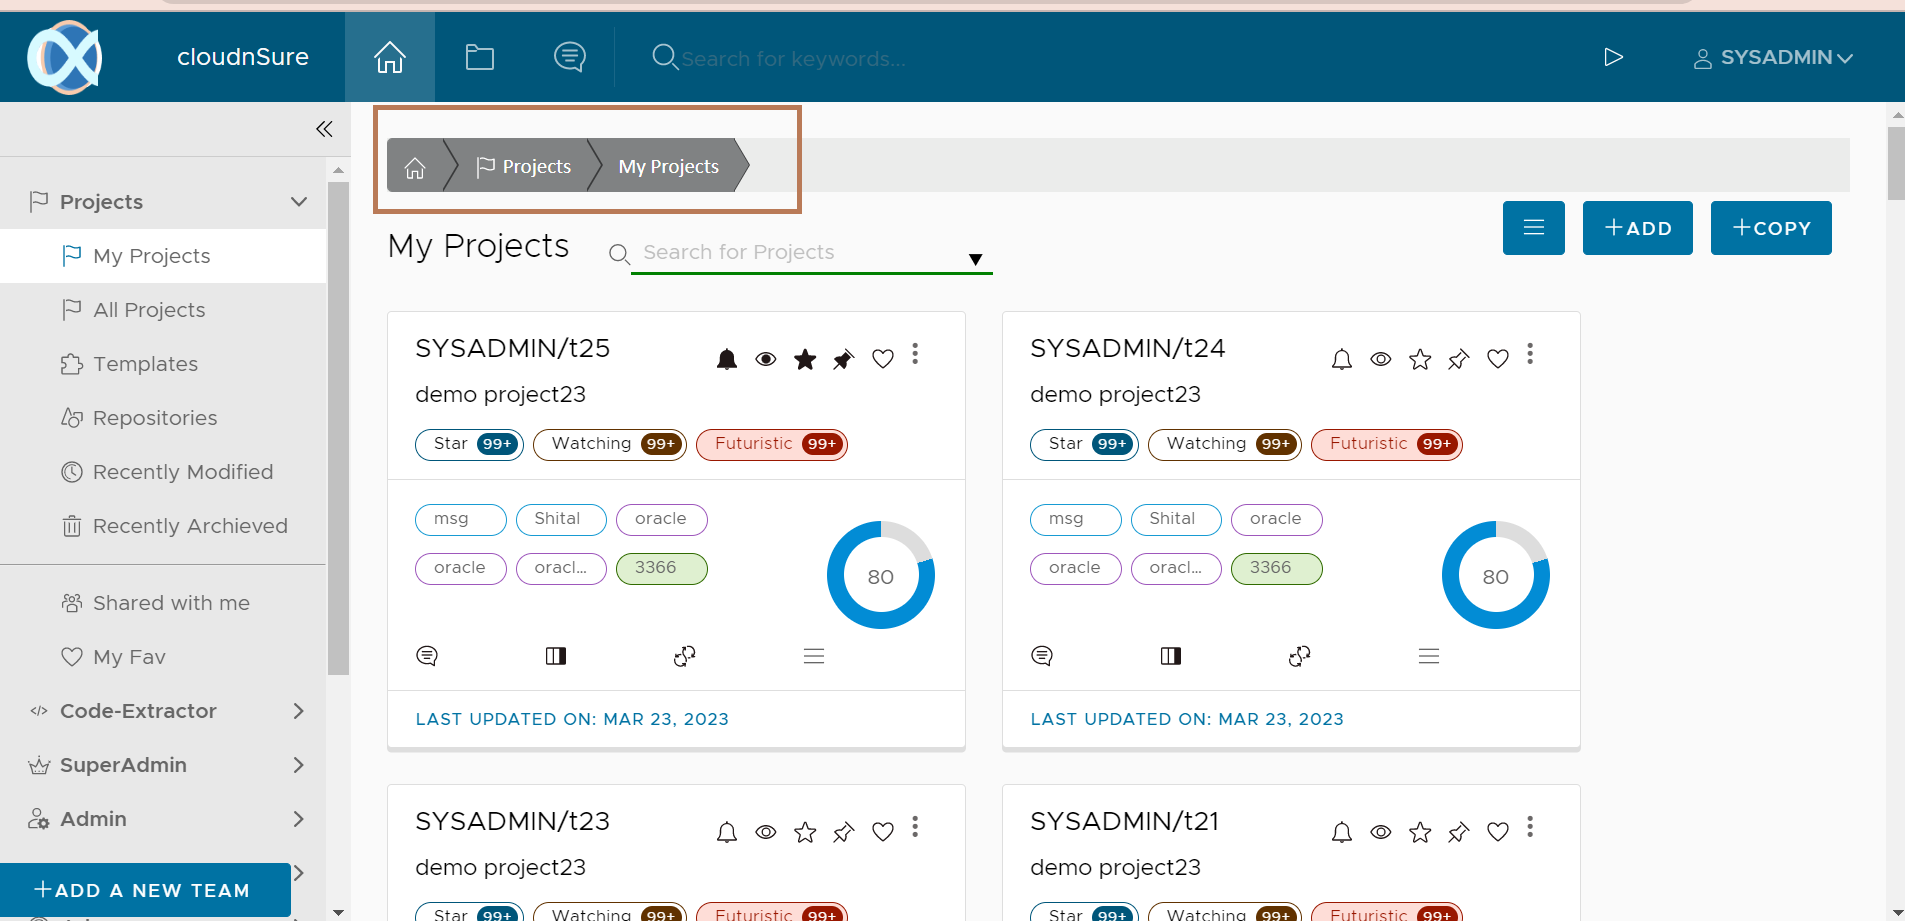 cloudnSure
Search for keywords...
SYSADMIN
Projects
My Projects
All Projects
Templates
Repositories
Recently Modified
Recently Archieved
Shared with me
My Fav
Code-Extractor
SuperAdmin
Admin
+ADD A NEW TEAM
Projects My Projects
My Projects
Search for Projects
+ADD
+COPY
SYSADMIN/t25
demo project23
Star 99+ Watching 99+ Futuristic 99+
msg Shital oracle
oracle oracl... 3366
80
LAST UPDATED ON: MAR 23, 2023
SYSADMIN/t24
demo project23
Star 99+ Watching 99+ Futuristic 99+
msg Shital oracle
oracle oracl... 3366
80
LAST UPDATED ON: MAR 23, 2023
SYSADMIN/t23
demo project23
Star 99+ Watching 99+ Futuristic 99+
SYSADMIN/t21
demo project23
Star 99+ Watching 99+ Futuristic 99+